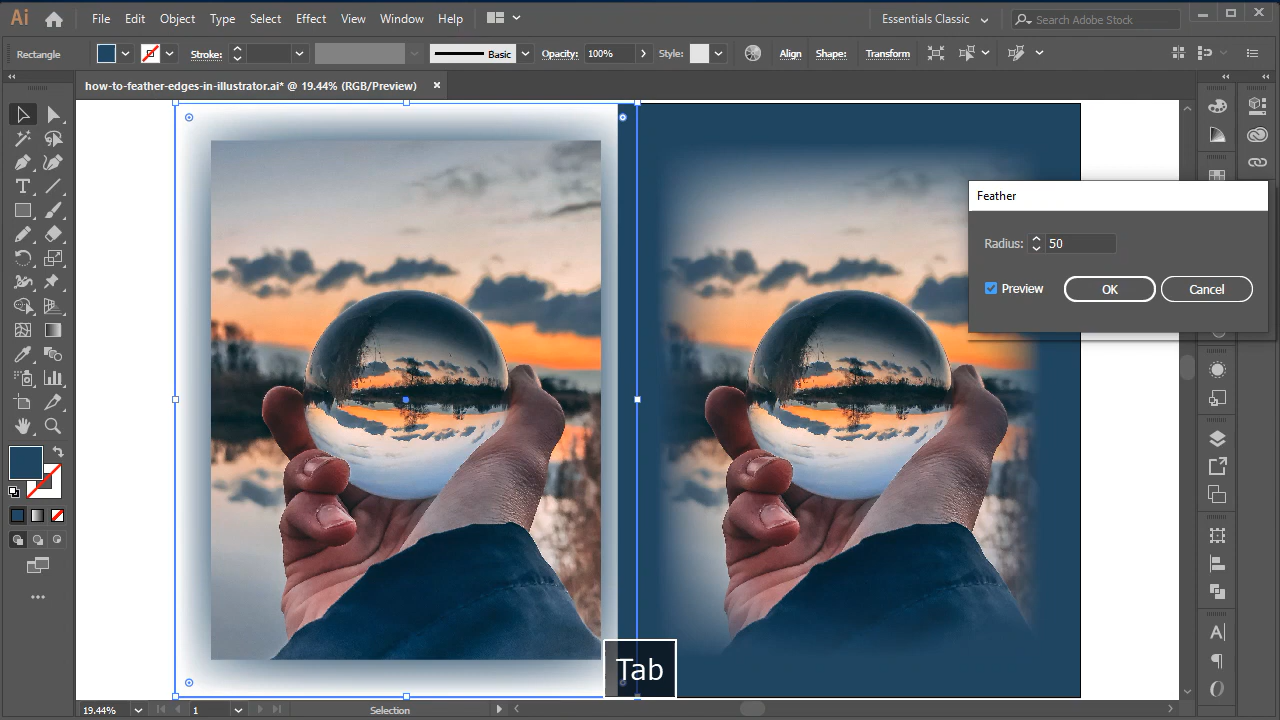 Ai File Edit Object Type Select Effect View Window Help Essentials Classic Search Adobe Stock
Rectangle Stroke: Basic Opacity: 100% Style: Align Shape: Transform
how-to-feather-edges-in-illustrator.ai* @ 19.44% (RGB/Preview)
Feather
Radius: 50
Preview OK Cancel
Tab
19.44% 1 Selection